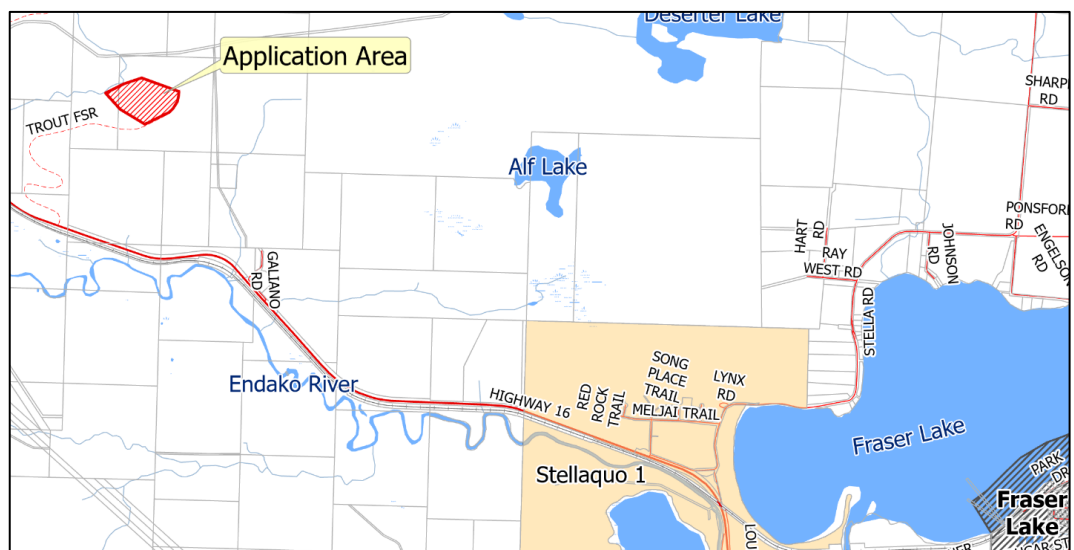 Deserter Lake
Application Area
SHARPE
RD
TROUT FSR
Alf Lake
PONSFORD
RD
HART
RD
JOHNSON
RD
ENGELSON
RD
RAY
WEST RD
GALIANO
RD
STELLA RD
SONG
PLACE
TRAIL
LYNX
RD
RED
ROCK
TRAIL
MELJAI TRAIL
Endako River
HIGHWAY 16
Fraser Lake
Stellaquo 1
PARK
DR
Fraser
Lake
LOU